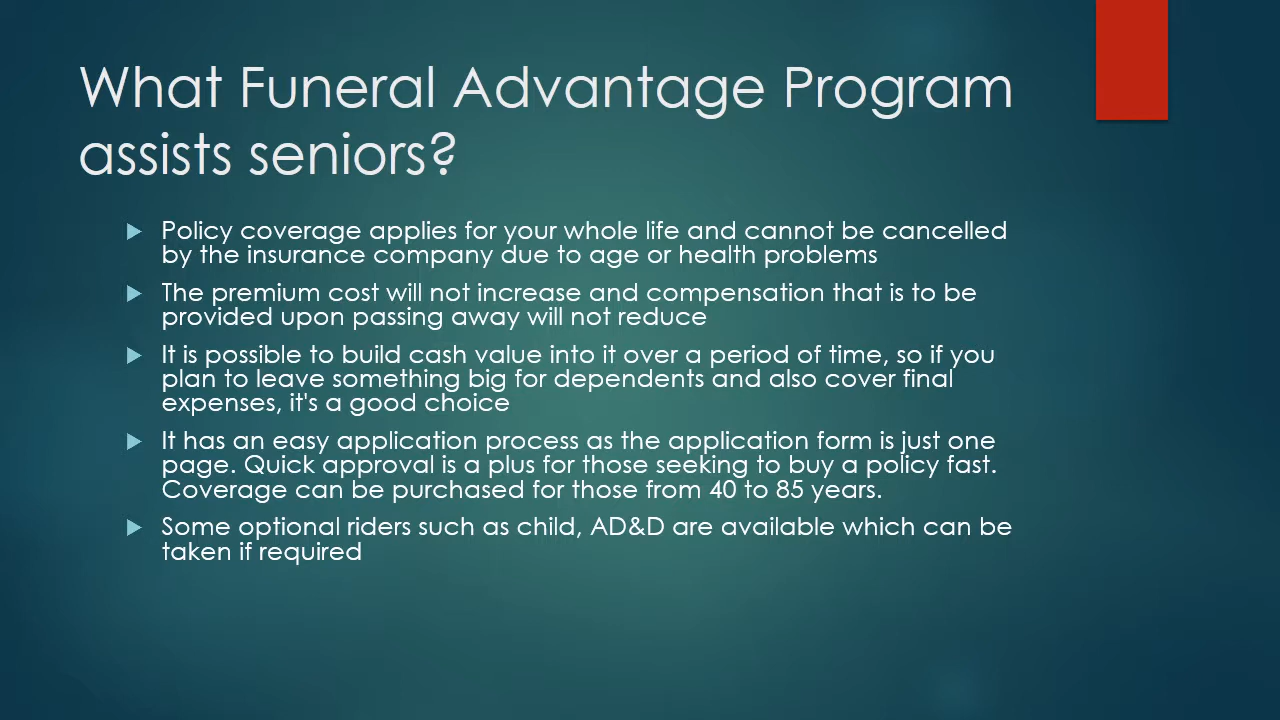 What Funeral Advantage Program
assists seniors?
Policy coverage applies for your whole life and cannot be cancelled
by the insurance company due to age or health problems
The premium cost will not increase and compensation that is to be
provided upon passing away will not reduce
It is possible to build cash value into it over a period of time, so if you
plan to leave something big for dependents and also cover final
expenses, it's a good choice
It has an easy application process as the application form is just one
page. Quick approval is a plus for those seeking to buy a policy fast.
Coverage can be purchased for those from 40 to 85 years.
Some optional riders such as child, AD&D are available which can be
taken if required